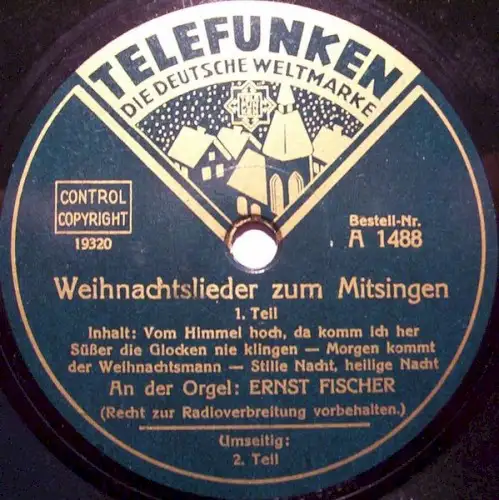 TELEFUNKEN
DIE DEUTSCHE WELTMARKE
CONTROL
COPYRIGHT
19320
Bestell-Nr.
A 1488
Weihnachtslieder zum Mitsingen
1. Teil
Inhalt: Vom Himmel hoch, da komm ich her
Süßer die Glocken nie klingen — Morgen kommt
der Weihnachtsmann — Stille Nacht, heilige Nacht
An der Orgel: ERNST FISCHER
(Recht zur Radioverbreitung vorbehalten.)
Umseitig:
2. Teil